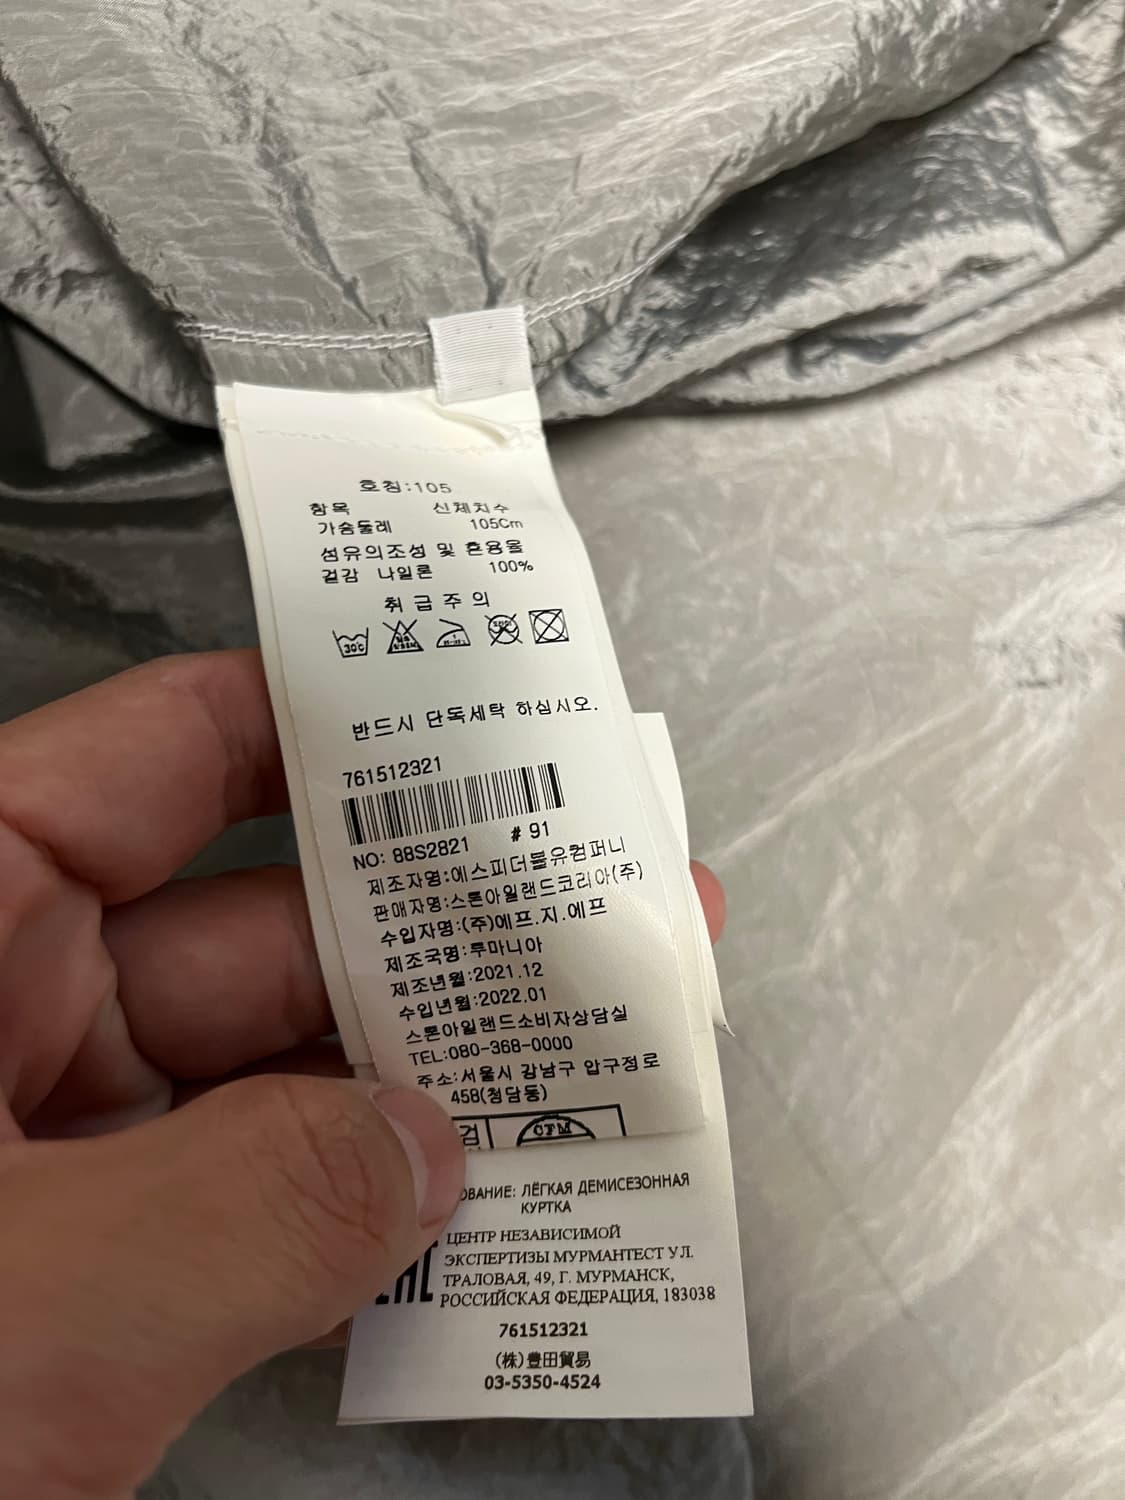 호칭:105
항목 신체치수
가슴둘레 105Cm
섬유의조성 및 혼용율
겉감 나일론 100%
취급주의
30℃
반드시 단독세탁 하십시오.
761512321
NO: 88S2821 # 91
제조자명:에스피더블유컴퍼니
판매자명:스톤아일랜드코리아(주)
수입자명:(주)에프.지.에프
제조국명:루마니아
제조년월:2021.12
수입년월:2022.01
스톤아일랜드소비자상담실
TEL:080-368-0000
주소:서울시 강남구 압구정로
458(청담동)
검 CFM
ОВАНИЕ: ЛЁГКАЯ ДЕМИСЕЗОННАЯ
КУРТКА
ЦЕНТР НЕЗАВИСИМОЙ
ЭКСПЕРТИЗЫ МУРМАНТЕСТ УЛ.
ТРАЛОВАЯ, 49, Г. МУРМАНСК,
РОССИЙСКАЯ ФЕДЕРАЦИЯ, 183038
761512321
(株)豊田貿易
03-5350-4524